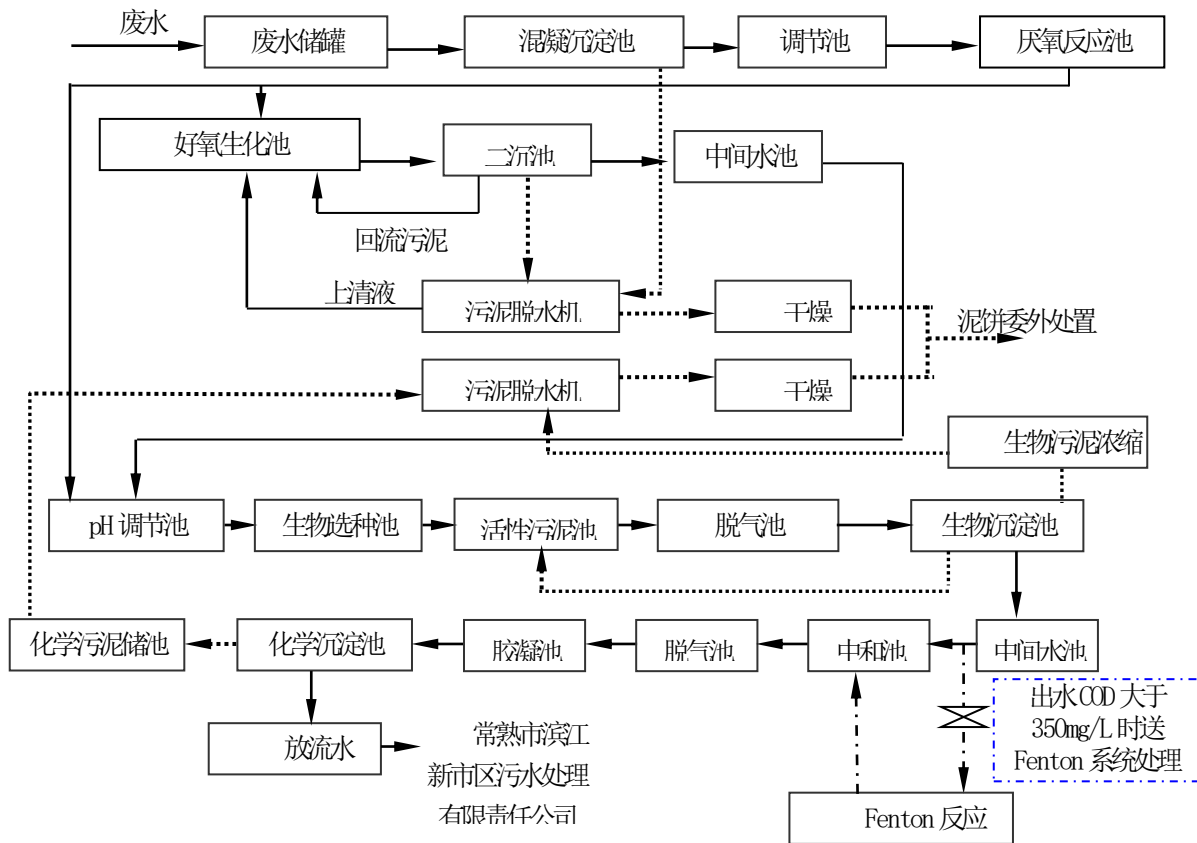 废水
废水储罐
混凝沉淀池
调节池
厌氧反应池
好氧生化池
二沉池
中间水池
回流污泥
上清液
污泥脱水机
干燥
泥饼委外处置
污泥脱水机
干燥
生物污泥浓缩
pH 调节池
生物选种池
活性污泥池
脱气池
生物沉淀池
化学污泥储池
化学沉淀池
胶凝池
脱气池
中和池
中间水池
出水 COD 大于
350mg/L 时送
Fenton 系统处理
放流水
常熟市滨江
新市区污水处理
有限责任公司
Fenton 反应